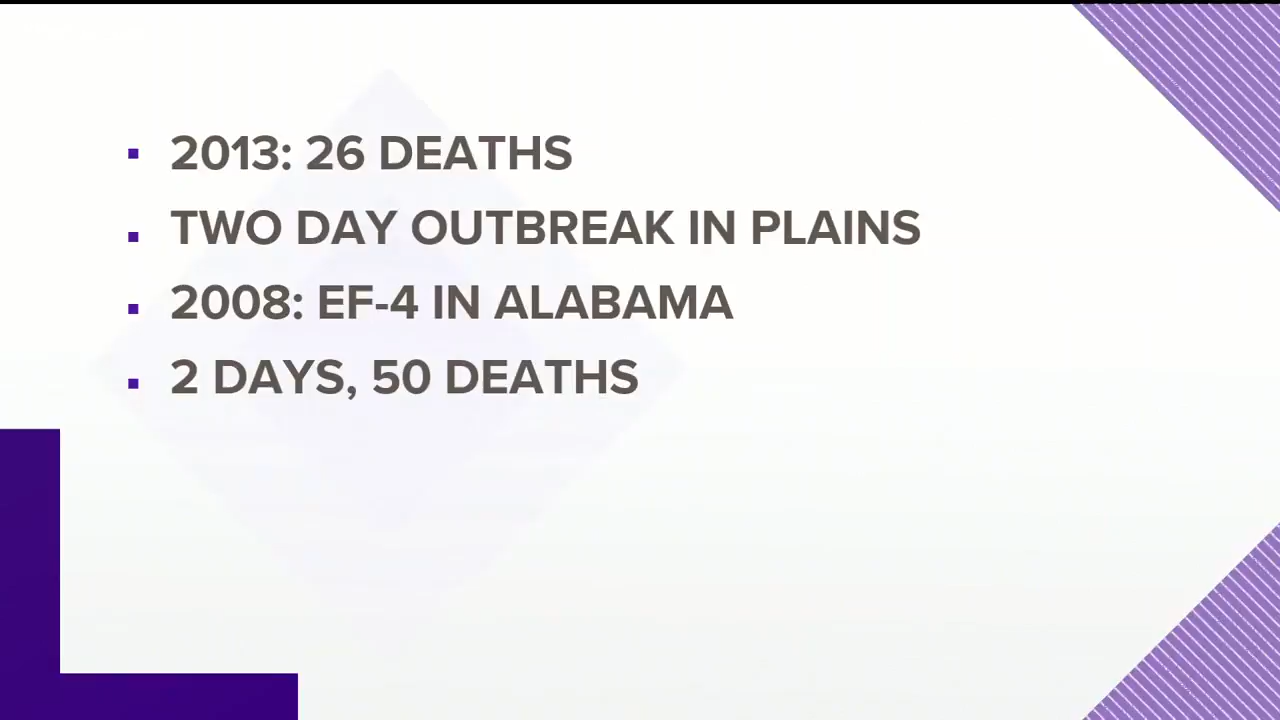 2013: 26 DEATHS
TWO DAY OUTBREAK IN PLAINS
2008: EF-4 IN ALABAMA
2 DAYS, 50 DEATHS